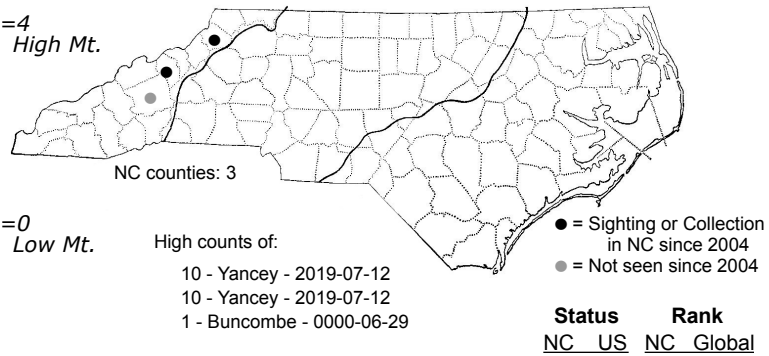 =4
High Mt.
NC counties: 3
=0
Low Mt.
High counts of:
10 - Yancey - 2019-07-12
10 - Yancey - 2019-07-12
1 - Buncombe - 0000-06-29
● = Sighting or Collection
in NC since 2004
● = Not seen since 2004
Status Rank
NC US NC Global